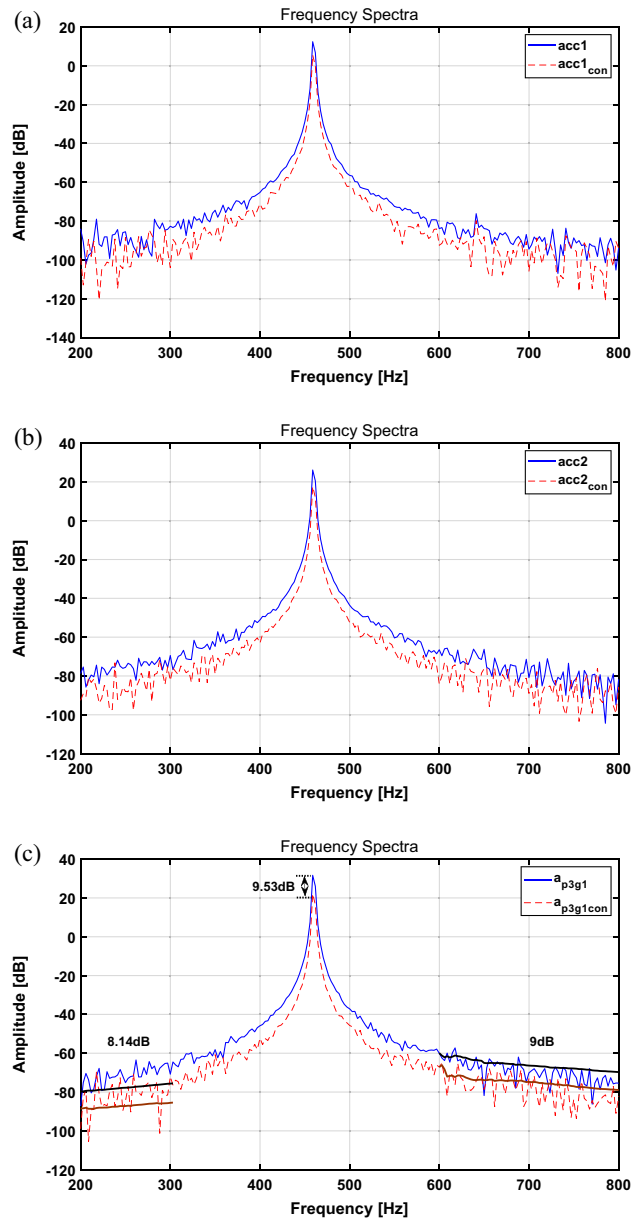 (a)
Frequency Spectra
20
0
-20
-40
-60
-80
-100
-120
-140
Amplitude [dB]
acc1
acc1con
200 300 400 500 600 700 800
Frequency [Hz]
(b)
Frequency Spectra
40
20
0
-20
-40
-60
-80
-100
-120
Amplitude [dB]
acc2
acc2con
200 300 400 500 600 700 800
Frequency [Hz]
(c)
Frequency Spectra
40
20
0
-20
-40
-60
-80
-100
-120
Amplitude [dB]
ap3g1
ap3g1con
9.53dB
8.14dB
9dB
200 300 400 500 600 700 800
Frequency [Hz]